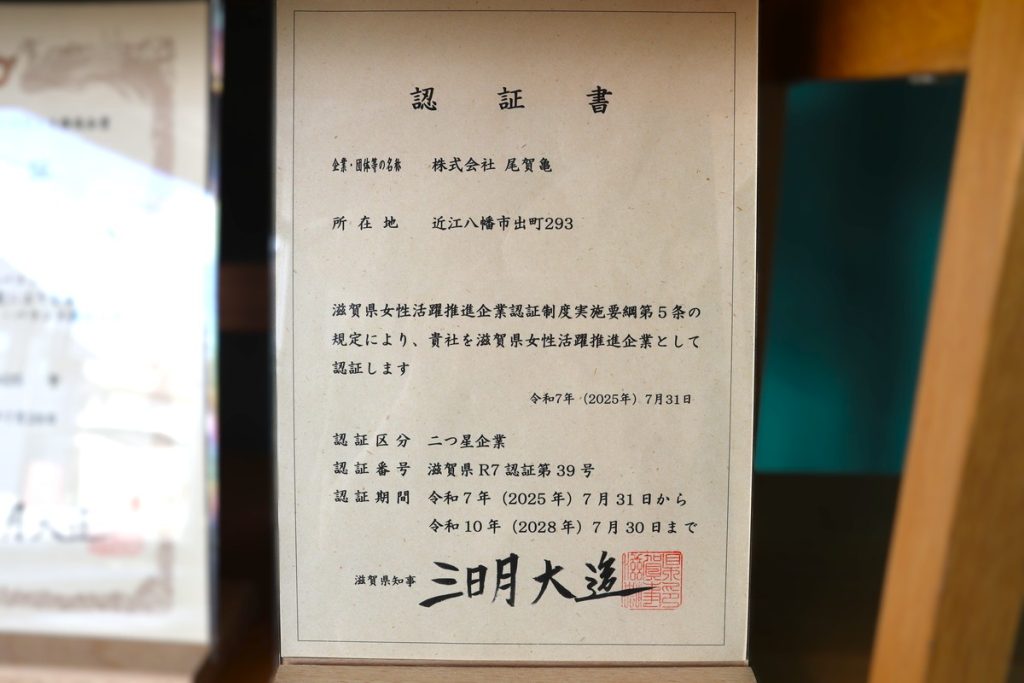 認証書
企業・団体等の名称 株式会社 尾賀亀
所在地 近江八幡市出町293
滋賀県女性活躍推進企業認証制度実施要綱第5条の
規定により、貴社を滋賀県女性活躍推進企業として
認証します
令和7年（2025年）7月31日
認証区分 二つ星企業
認証番号 滋賀県R7認証第39号
認証期間 令和7年（2025年）7月31日から
令和10年（2028年）7月30日まで
滋賀県知事 三日月大造